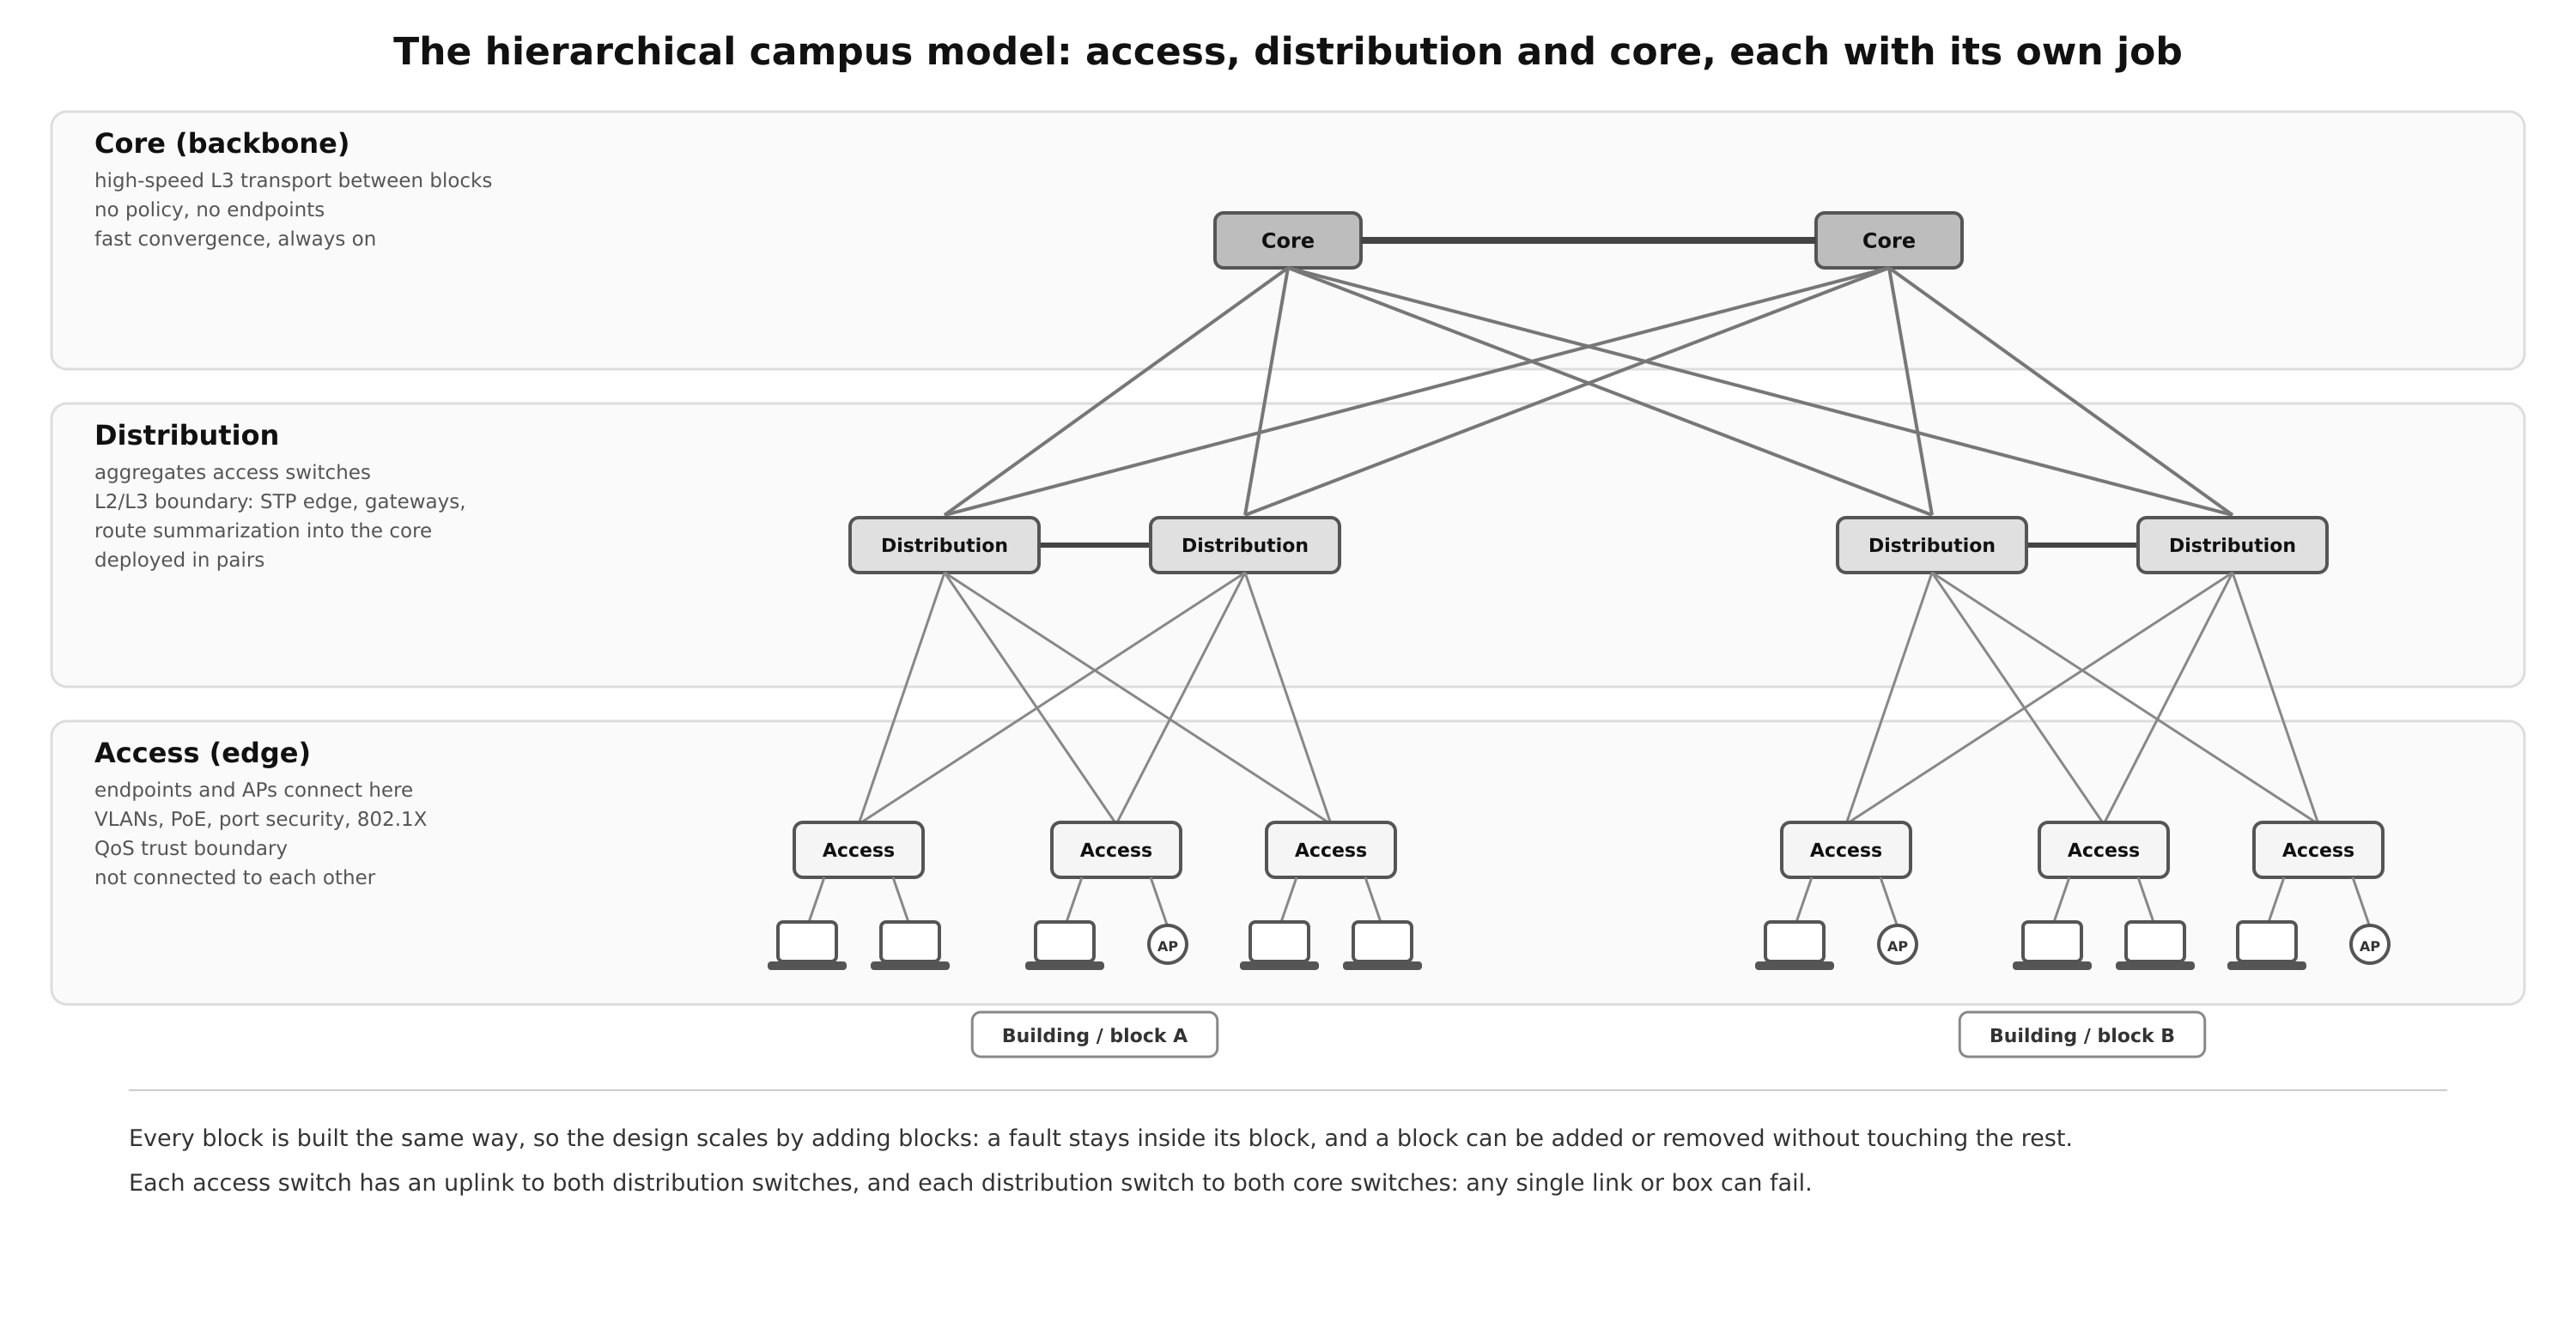 The hierarchical campus model: access, distribution and core, each with its own job
Core (backbone)
high-speed L3 transport between blocks
no policy, no endpoints
fast convergence, always on
Core
Core
Distribution
aggregates access switches
L2/L3 boundary: STP edge, gateways,
route summarization into the core
deployed in pairs
Distribution
Distribution
Distribution
Distribution
Access (edge)
endpoints and APs connect here
VLANs, PoE, port security, 802.1X
QoS trust boundary
not connected to each other
Access
Access
Access
Access
Access
Access
AP
AP
AP
Building / block A
Building / block B
Every block is built the same way, so the design scales by adding blocks: a fault stays inside its block, and a block can be added or removed without touching the rest.
Each access switch has an uplink to both distribution switches, and each distribution switch to both core switches: any single link or box can fail.